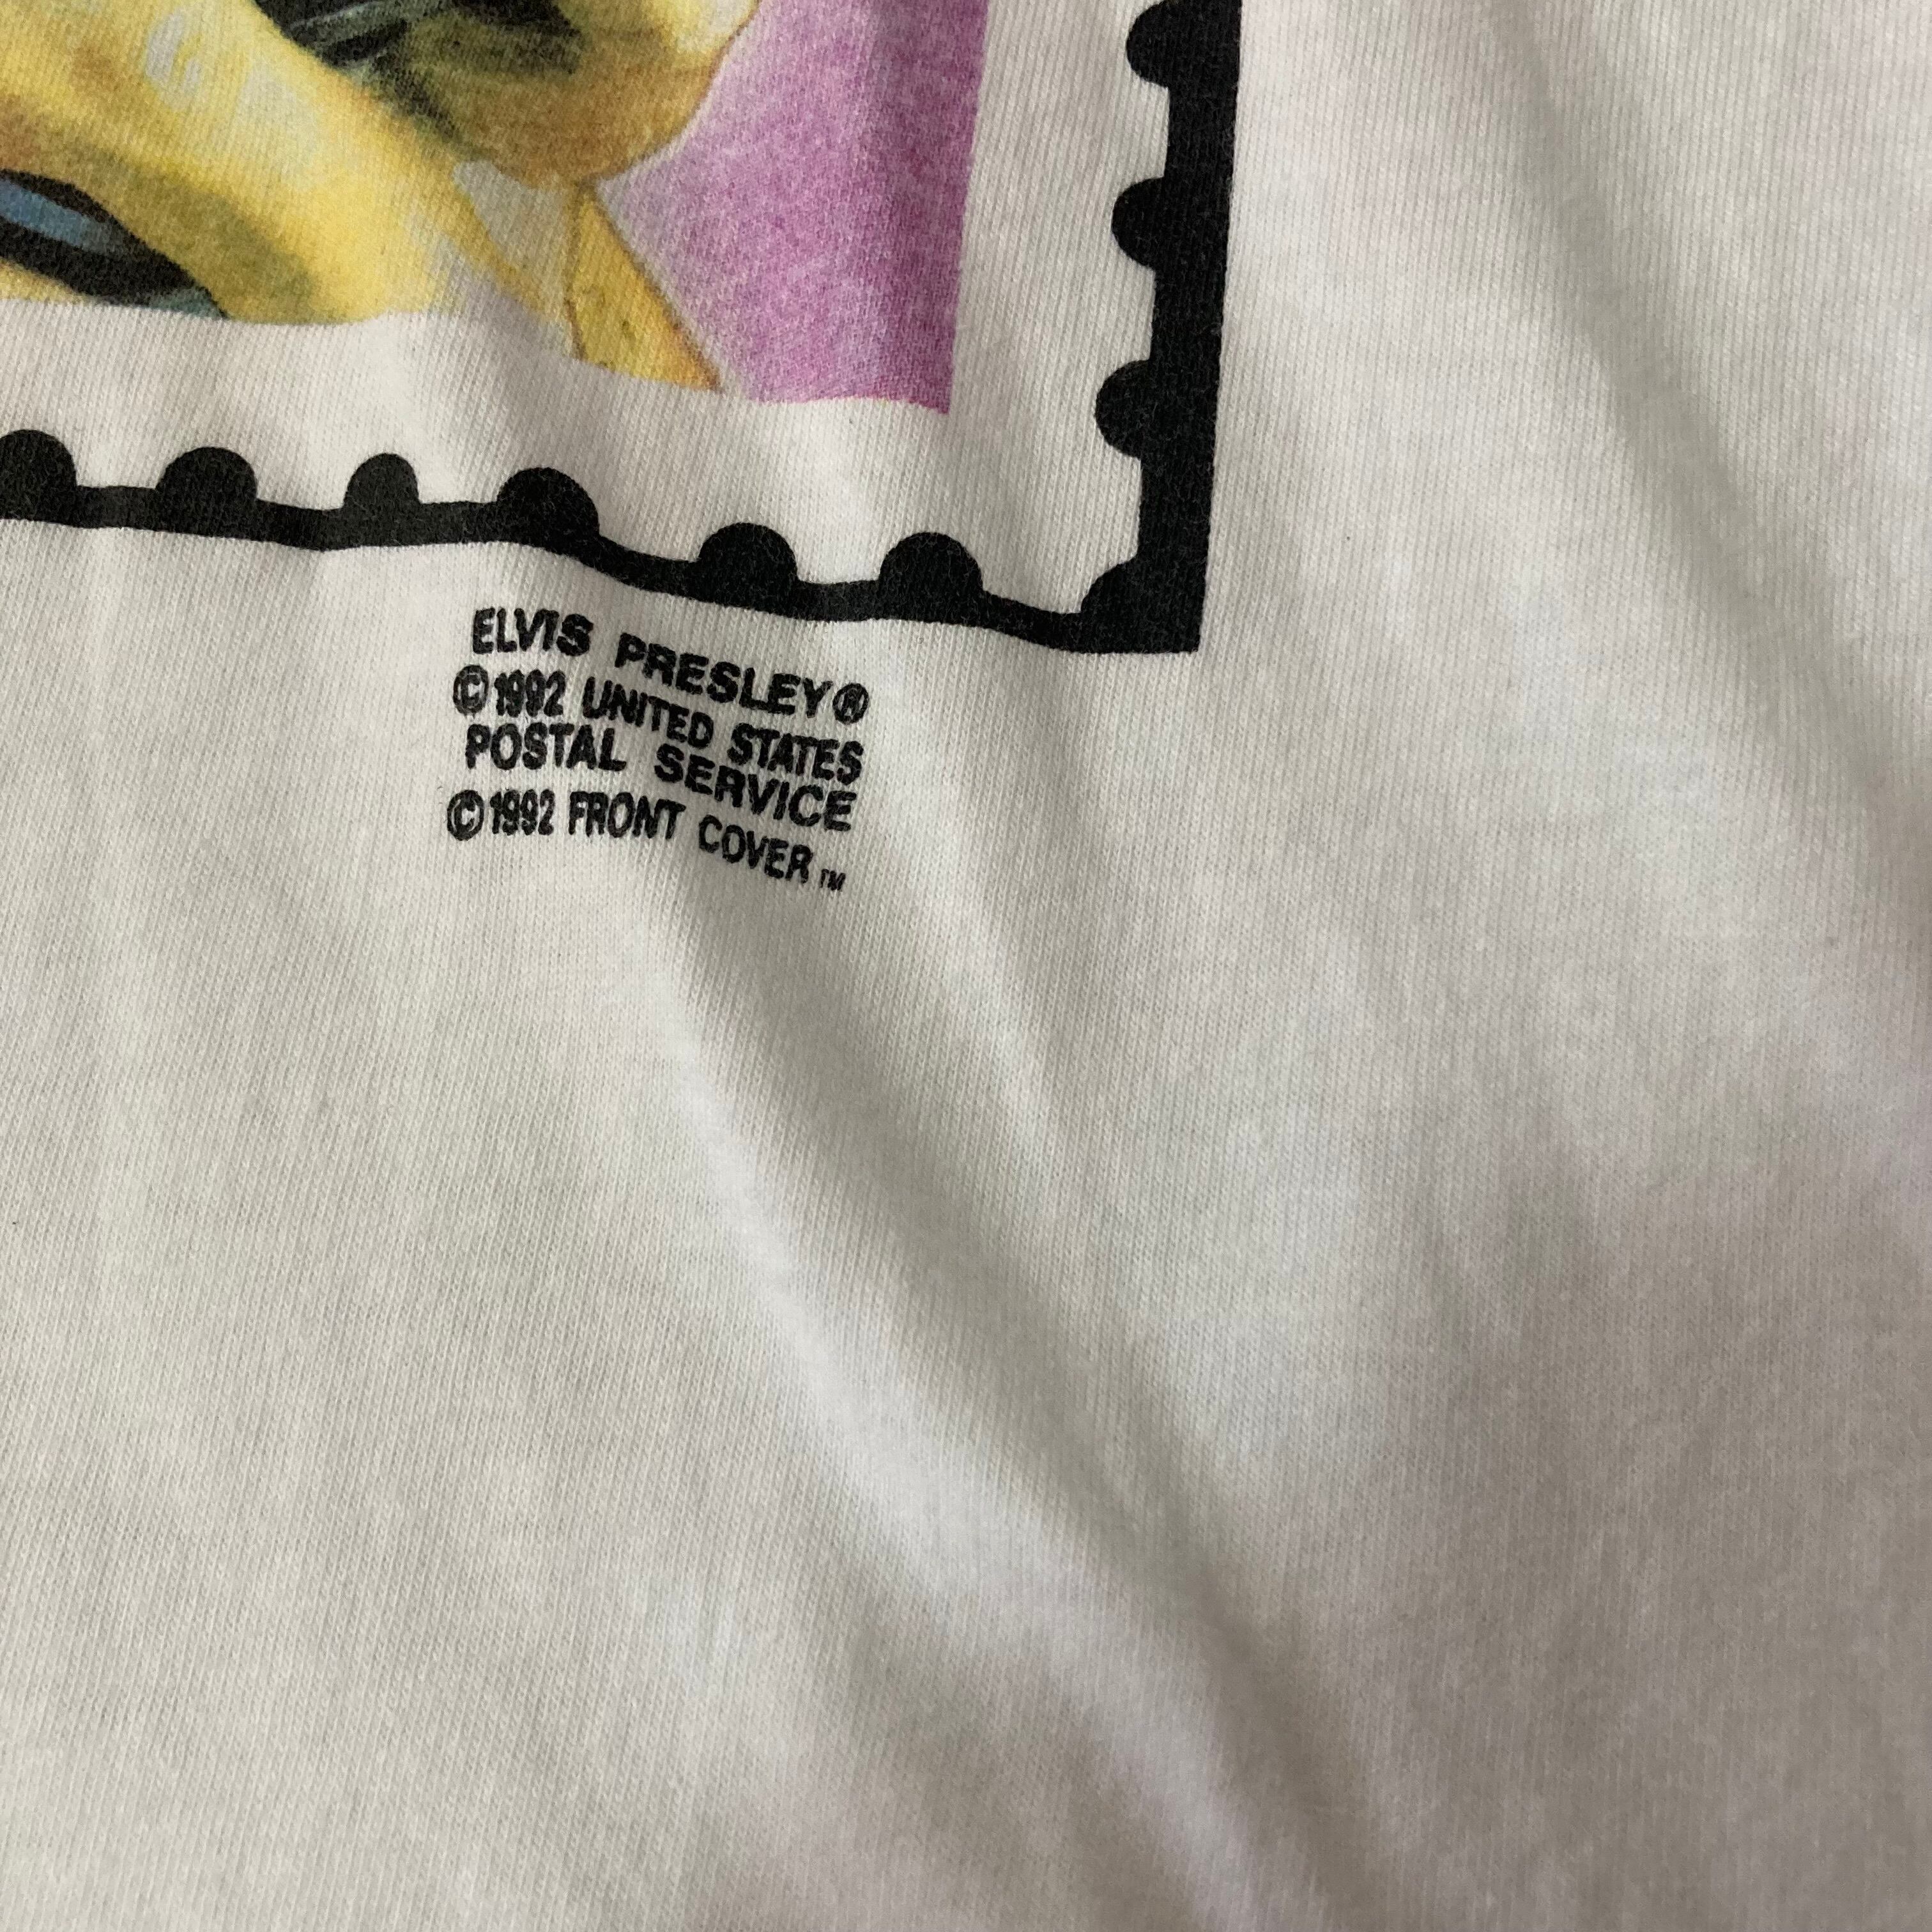 ELVIS PRESLEY®
©1992 UNITED STATES
POSTAL SERVICE
©1992 FRONT COVER™